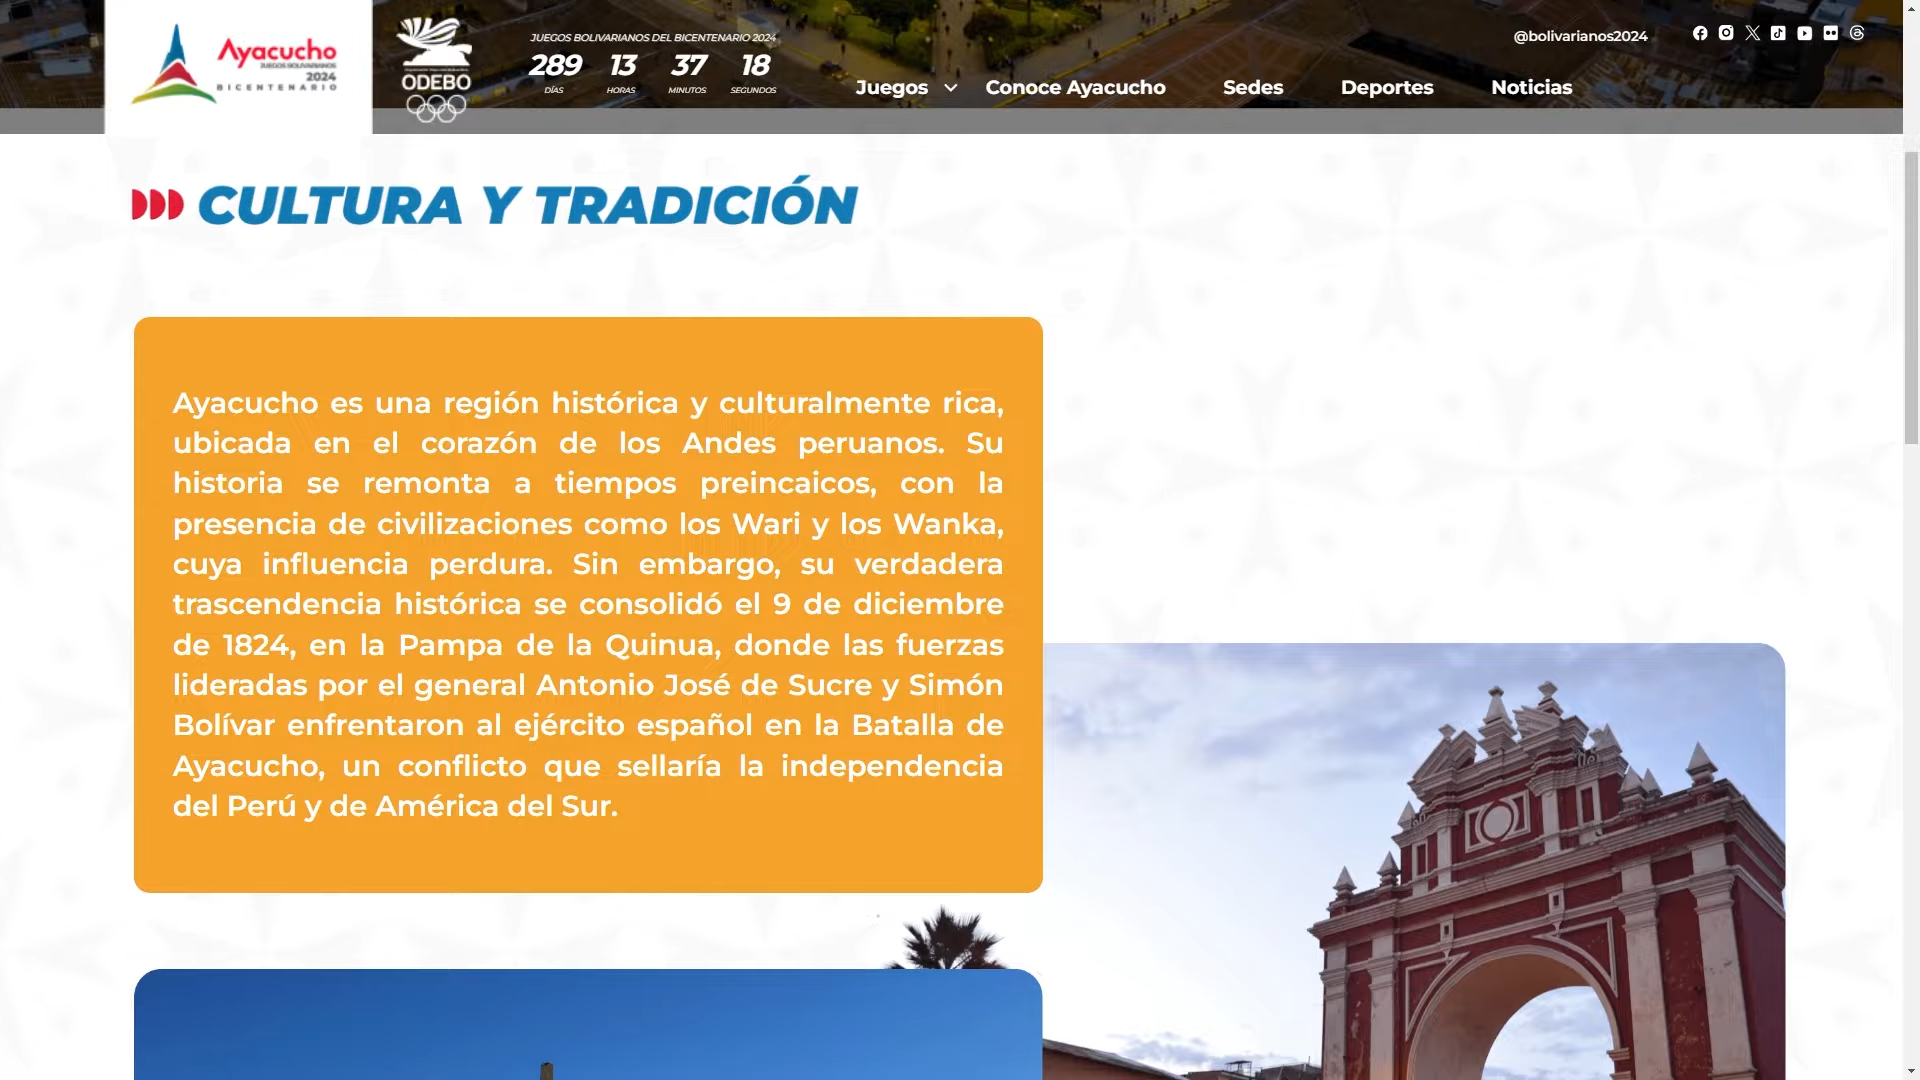 Ayacucho
JUEGOS BOLIVARIANOS
2024
BICENTENARIO
ODEBO
JUEGOS BOLIVARIANOS DEL BICENTENARIO 2024
289 13 37 18
DÍAS HORAS MINUTOS SEGUNDOS
@bolivarianos2024
Juegos Conoce Ayacucho Sedes Deportes Noticias
CULTURA Y TRADICIÓN
Ayacucho es una región histórica y culturalmente rica,
ubicada en el corazón de los Andes peruanos. Su
historia se remonta a tiempos preincaicos, con la
presencia de civilizaciones como los Wari y los Wanka,
cuya influencia perdura. Sin embargo, su verdadera
trascendencia histórica se consolidó el 9 de diciembre
de 1824, en la Pampa de la Quinua, donde las fuerzas
lideradas por el general Antonio José de Sucre y Simón
Bolívar enfrentaron al ejército español en la Batalla de
Ayacucho, un conflicto que sellaría la independencia
del Perú y de América del Sur.